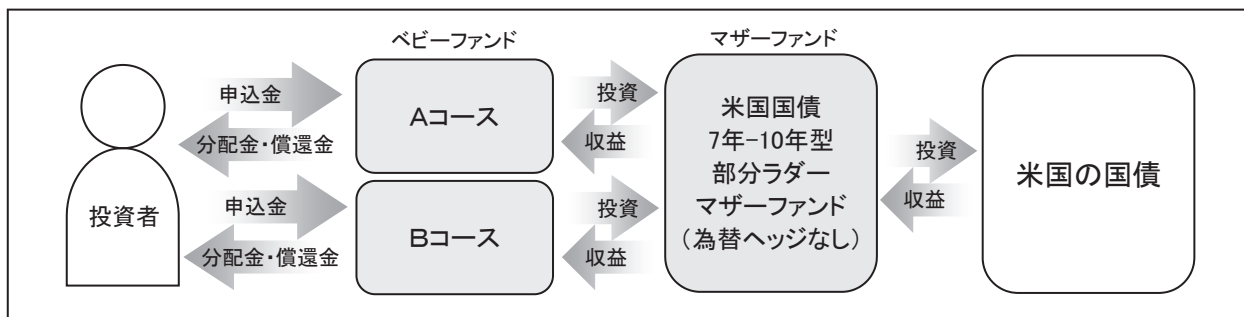 ベビーファンド
マザーファンド
申込金
分配金・償還金
Aコース
投資
収益
投資者
申込金
分配金・償還金
Bコース
投資
収益
米国国債
7年-10年型
部分ラダー
マザーファンド
（為替ヘッジなし）
投資
収益
米国の国債